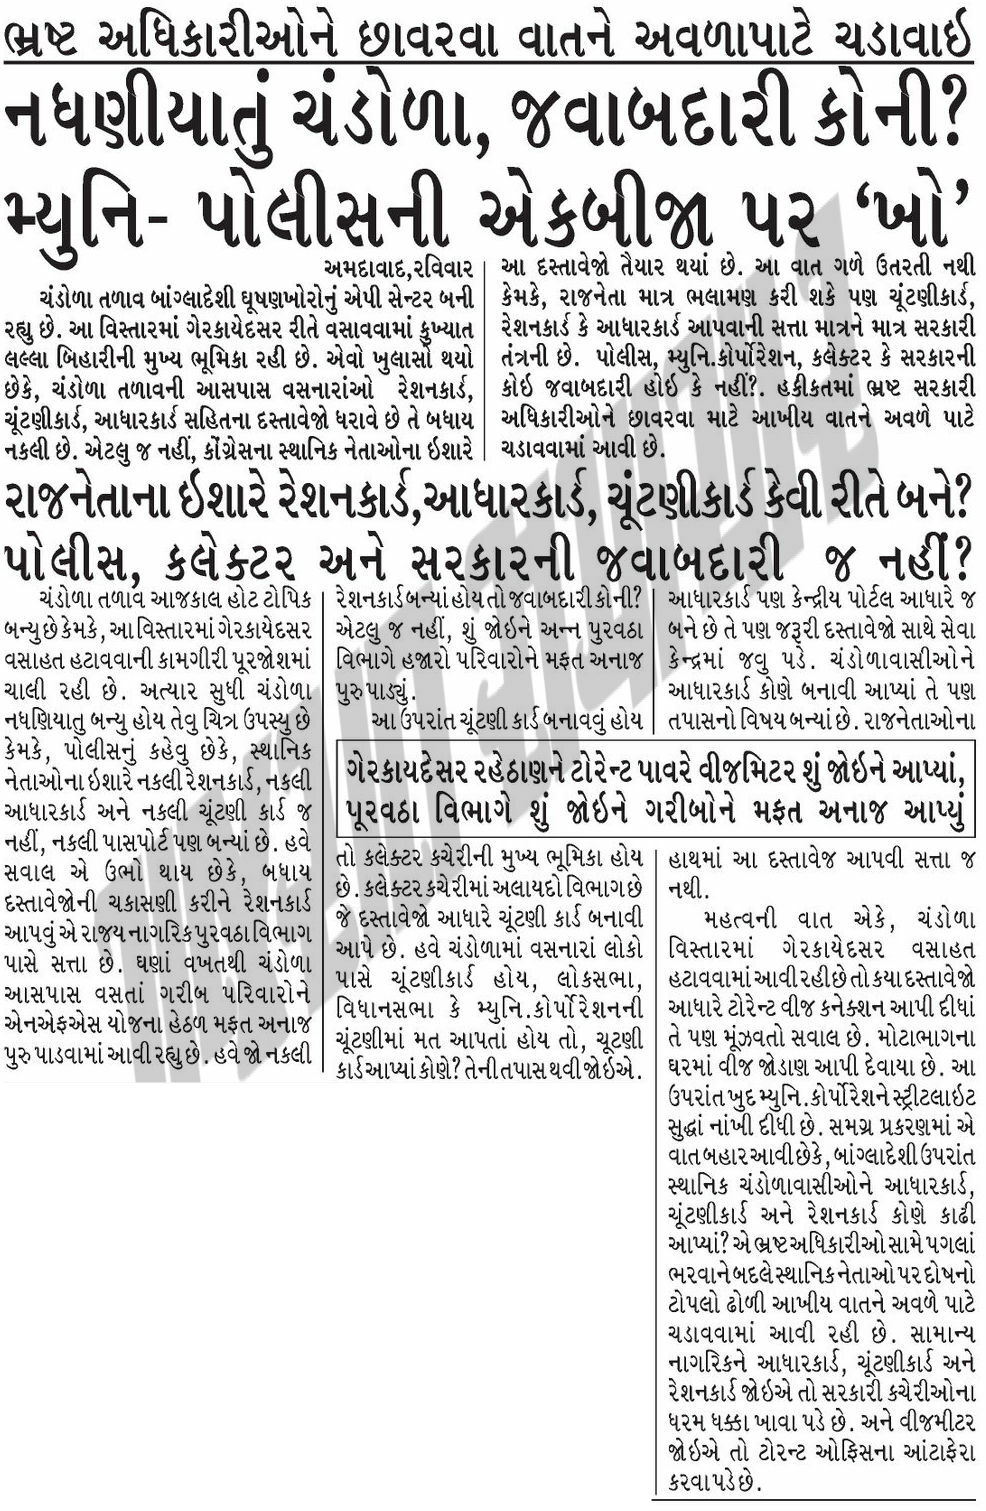 ભ્રષ્ટ અધિકારીઓને છાવરવા વાતને અવળાપાટે ચડાવાઇ
નધણીયાતું ચંડોળા, જવાબદારી કોની?
મ્યુનિ- પોલીસની એકબીજા પર ‘ખો’
અમદાવાદ,રવિવાર
ચંડોળા તળાવ બાંગ્લાદેશી ઘૂષણખોરોનું એપી સેન્ટર બની
રહ્યુ છે. આ વિસ્તારમાં ગેરકાયેદસર રીતે વસાવવામાં કુખ્યાત
લલ્લા બિહારીની મુખ્ય ભૂમિકા રહી છે. એવો ખુલાસો થયો
છેકે, ચંડોળા તળાવની આસપાસ વસનારાંઓ રેશનકાર્ડ,
ચૂંટણીકાર્ડ, આધારકાર્ડ સહિતના દસ્તાવેજો ધરાવે છે તે બધાય
નકલી છે. એટલુ જ નહીં, કોંગ્રેસના સ્થાનિક નેતાઓના ઇશારે
આ દસ્તાવેજો તૈયાર થયાં છે. આ વાત ગળે ઉતરતી નથી
કેમકે, રાજનેતા માત્ર ભલામણ કરી શકે પણ ચૂંટણીકાર્ડ,
રેશનકાર્ડ કે આધારકાર્ડ આપવાની સત્તા માત્રને માત્ર સરકારી
તંત્રની છે. પોલીસ, મ્યુનિ.કોર્પોરેશન, કલેક્ટર કે સરકારની
કોઇ જવાબદારી હોઇ કે નહીં?. હકીકતમાં ભ્રષ્ટ સરકારી
અધિકારીઓને છાવરવા માટે આખીય વાતને અવળે પાટે
ચડાવવામાં આવી છે.
રાજનેતાના ઇશારે રેશનકાર્ડ,આધારકાર્ડ, ચૂંટણીકાર્ડ કેવી રીતે બને?
પોલીસ, કલેક્ટર અને સરકારની જવાબદારી જ નહીં?
ચંડોળા તળાવ આજકાલ હોટ ટોપિક
બન્યુ છે કેમકે, આ વિસ્તારમાં ગેરકાયેદસર
વસાહત હટાવવાની કામગીરી પૂરજોશમાં
ચાલી રહી છે. અત્યાર સુધી ચંડોળા
નધણિયાતુ બન્યુ હોય તેવુ ચિત્ર ઉપસ્યુ છે
કેમકે, પોલીસનું કહેવુ છેકે, સ્થાનિક
નેતાઓના ઇશારે નકલી રેશનકાર્ડ, નકલી
આધારકાર્ડ અને નકલી ચૂંટણી કાર્ડ જ
નહીં, નકલી પાસપોર્ટ પણ બન્યાં છે. હવે
સવાલ એ ઉભો થાય છેકે, બધાય
દસ્તાવેજોની ચકાસણી કરીને રેશનકાર્ડ
આપવું એ રાજય નાગરિક પુરવઠા વિભાગ
પાસે સત્તા છે. ઘણાં વખતથી ચંડોળા
આસપાસ વસતાં ગરીબ પરિવારોને
એનએફએસ યોજના હેઠળ મફત અનાજ
પુરુ પાડવામાં આવી રહ્યુ છે. હવે જો નકલી
રેશનકાર્ડ બન્યાં હોય તો જવાબદારી કોની?
એટલુ જ નહીં, શું જોઇને અન્ન પુરવઠા
વિભાગે હજારો પરિવારોને મફત અનાજ
પુરુ પાડ્યું.
આ ઉપરાંત ચૂંટણી કાર્ડ બનાવવું હોય
આધારકાર્ડ પણ કેન્દ્રીય પોર્ટલ આધારે જ
બને છે તે પણ જરૂરી દસ્તાવેજો સાથે સેવા
કેન્દ્રમાં જવુ પડે. ચંડોળાવાસીઓને
આધારકાર્ડ કોણે બનાવી આપ્યાં તે પણ
તપાસનો વિષય બન્યાં છે. રાજનેતાઓના
ગેરકાયદેસર રહેઠાણને ટોરેન્ટ પાવરે વીજમિટર શું જોઇને આપ્યાં,
પૂરવઠા વિભાગે શું જોઇને ગરીબોને મફત અનાજ આપ્યું
તો કલેક્ટર કચેરીની મુખ્ય ભૂમિકા હોય
છે. કલેક્ટર કચેરીમાં અલાયદો વિભાગ છે
જે દસ્તાવેજો આધારે ચૂંટણી કાર્ડ બનાવી
આપે છે. હવે ચંડોળામાં વસનારાં લોકો
પાસે ચૂંટણીકાર્ડ હોય, લોકસભા,
વિધાનસભા કે મ્યુનિ.કોર્પોરેશનની
ચૂંટણીમાં મત આપતાં હોય તો, ચૂટણી
કાર્ડ આપ્યાં કોણે? તેની તપાસ થવી જોઇએ.
હાથમાં આ દસ્તાવેજ આપવી સત્તા જ
નથી.
મહત્વની વાત એકે, ચંડોળા
વિસ્તારમાં ગેરકાયેદસર વસાહત
હટાવવામાં આવી રહી છે તો કયા દસ્તાવેજો
આધારે ટોરેન્ટ વીજ કનેક્શન આપી દીધાં
તે પણ મૂંઝવતો સવાલ છે. મોટાભાગના
ઘરમાં વીજ જોડાણ આપી દેવાયા છે. આ
ઉપરાંત ખુદ મ્યુનિ.કોર્પોરેશને સ્ટ્રીટલાઇટ
સુદ્ધાં નાંખી દીધી છે. સમગ્ર પ્રકરણમાં એ
વાત બહાર આવી છેકે, બાંગ્લાદેશી ઉપરાંત
સ્થાનિક ચંડોળાવાસીઓને આધારકાર્ડ,
ચૂંટણીકાર્ડ અને રેશનકાર્ડ કોણે કાઢી
આપ્યાં? એ ભ્રષ્ટ અધિકારીઓ સામે પગલાં
ભરવાને બદલે સ્થાનિક નેતાઓ પર દોષનો
ટોપલો ઢોળી આખીય વાતને અવળે પાટે
ચડાવવામાં આવી રહી છે. સામાન્ય
નાગરિકને આધારકાર્ડ, ચૂંટણીકાર્ડ અને
રેશનકાર્ડ જોઇએ તો સરકારી કચેરીઓના
ધરમ ધક્કા ખાવા પડે છે. અને વીજમીટર
જોઇએ તો ટોરન્ટ ઓફિસના આંટાફેરા
કરવા પડે છે.